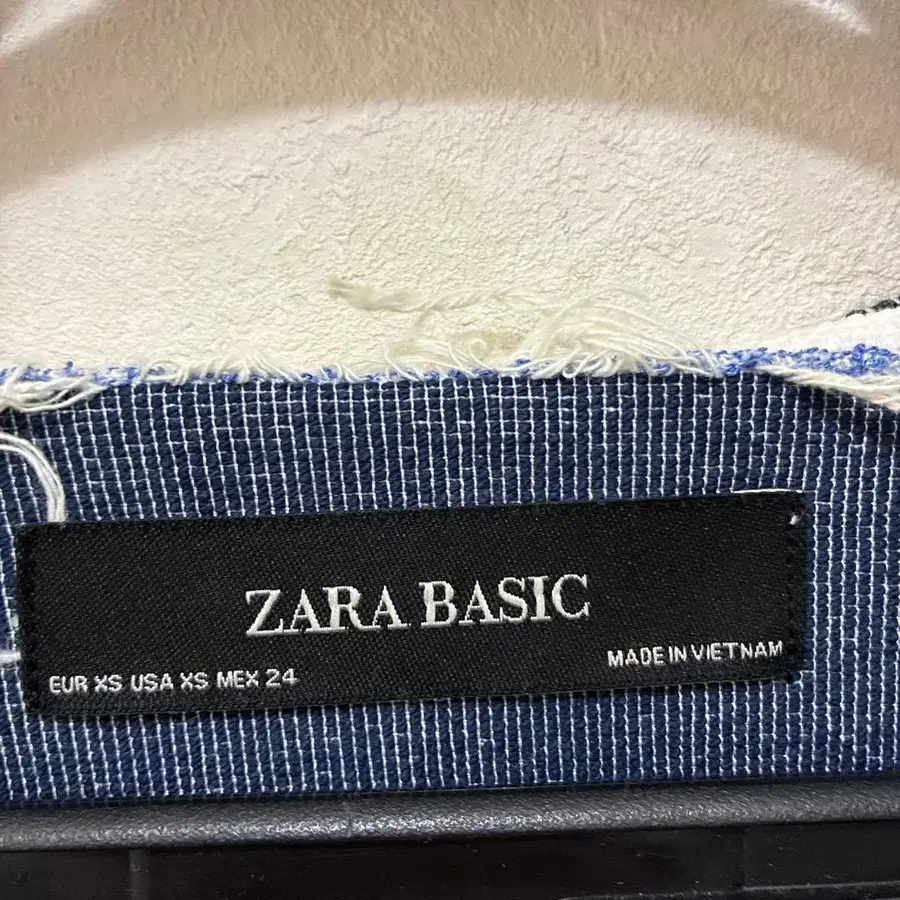 ZARA BASIC
MADE IN VIETNAM
EUR XS USA XS MEX 24